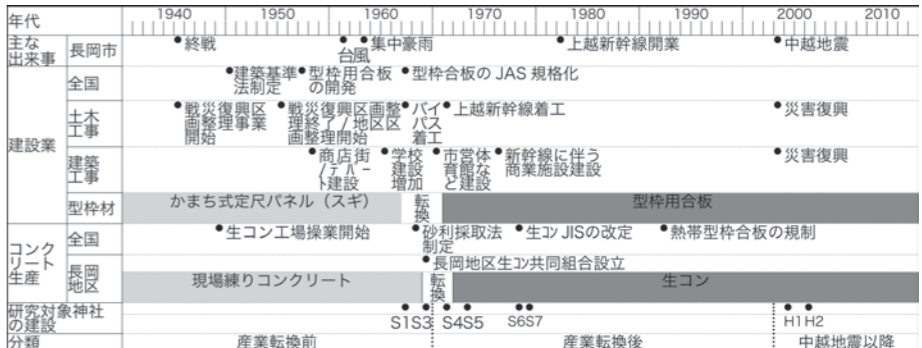 年代 1940 1950 1960 1970 1980 1990 2000 2010
主な
出来事
長岡市
●終戦
●
台風
●集中豪雨
●上越新幹線開業
●中越地震
建設業
全国
●建築基準
法制定
●型枠用合板
の開発
●型枠合板の JAS 規格化
土木
工事
●戦災復興区
画整理事業
開始
●戦災復興区画整
理終了/地区区
画整理開始
●バイ
パス
着工
●上越新幹線着工
●災害復興
建築
工事
●商店街
/デパー
ト建設
●学校
建設
増加
●市営体
育館な
ど建設
●新幹線に伴う
商業施設建設
●災害復興
型枠材
かまち式定尺パネル（スギ）
転
換
型枠用合板
コンク
リート
生産
全国
●生コン工場操業開始
●砂利採取法
制定
●生コン JISの改定
●熱帯型枠合板の規制
長岡
地区
●長岡地区生コン共同組合設立
現場練りコンクリート
転
換
生コン
研究対象神社
の建設
S1S3 S4S5 S6S7 H1H2
分類 産業転換前 産業転換後 中越地震以降